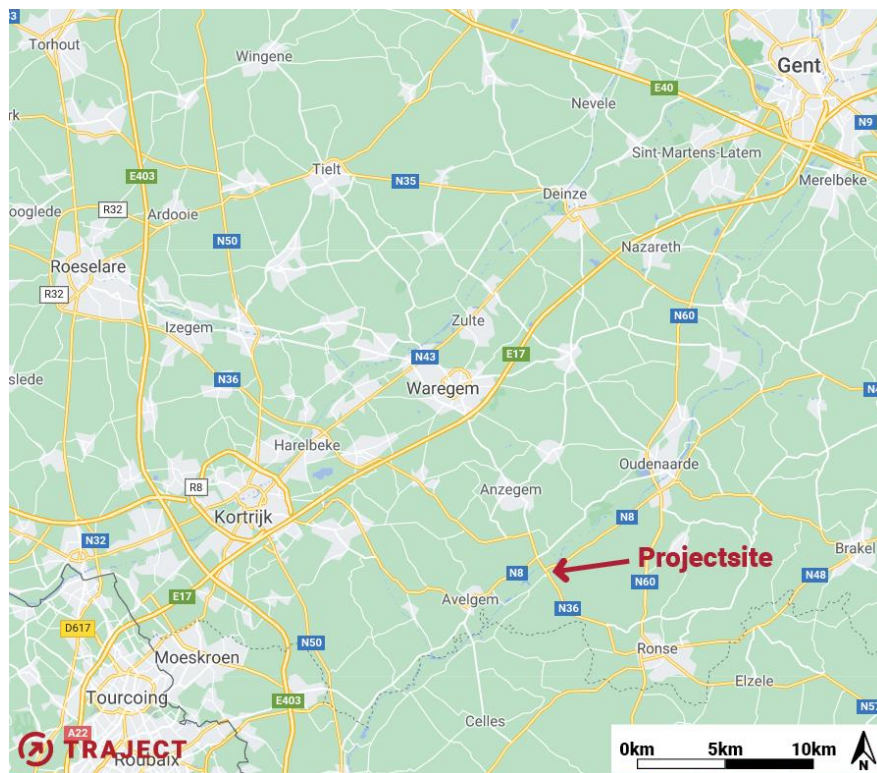 Torhout
Wingene
Gent
E40
Nevele
N9
rk
Sint-Martens-Latem
Tielt
E403
N35
Merelbeke
Deinze
ooglede
R32
Ardooie
N50
Nazareth
Roeselare
R32
N60
Izegem
Zulte
N43
E17
slede
N36
Waregem
Harelbeke
Oudenaarde
R8
Anzegem
Kortrijk
N8
N32
Projectsite
Brakel
N8
N60
N48
E17
Avelgem
N36
D617
N50
Moeskroen
Ronse
Tourcoing
E403
Elzele
Celles
A22
TRAJECT
Roubaix
0km 5km 10km
N